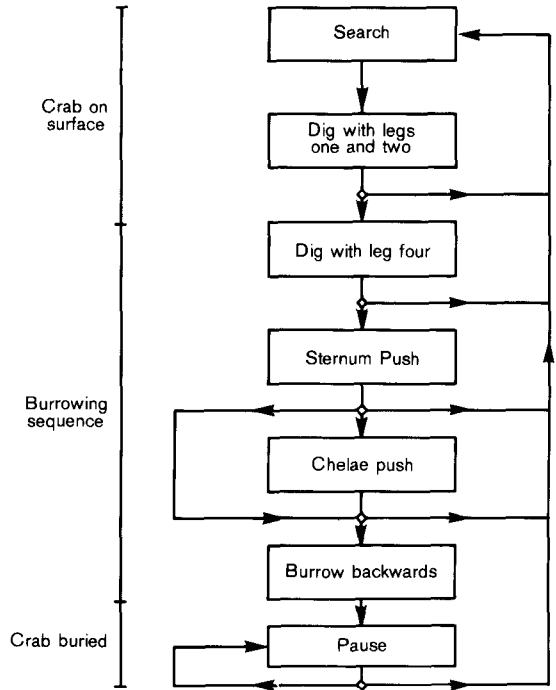 Search
Crab on
surface
Dig with legs
one and two
Dig with leg four
Sternum Push
Burrowing
sequence
Chelae push
Burrow backwards
Crab buried
Pause